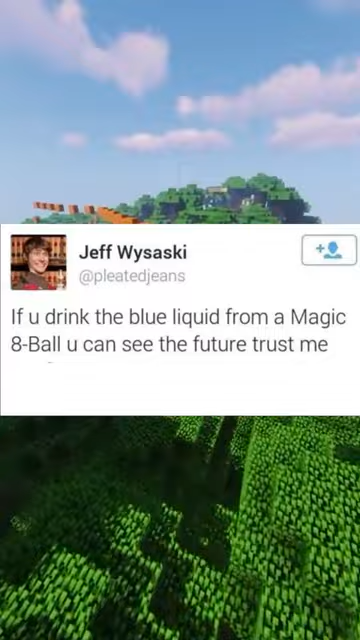 Jeff Wysaski
@pleatedjeans
If u drink the blue liquid from a Magic
8-Ball u can see the future trust me